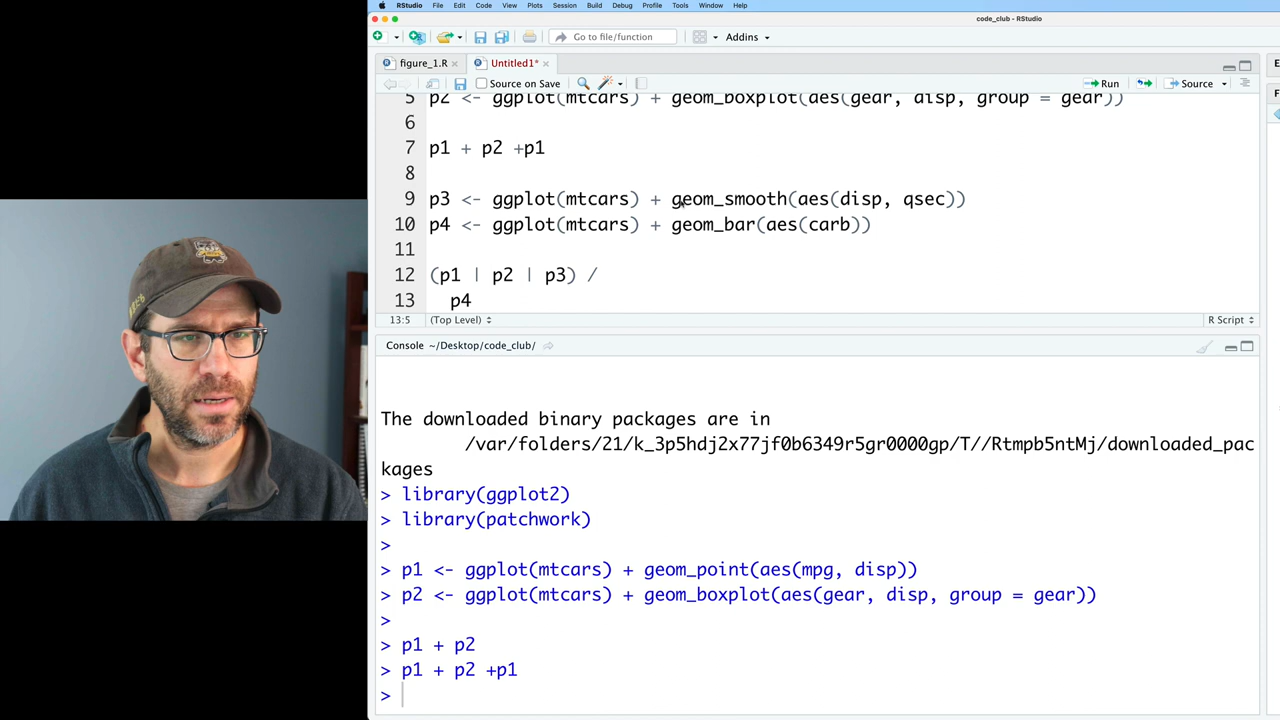 RStudio File Edit Code View Plots Session Build Debug Profile Tools Window Help
code_club - RStudio
Go to file/function Addins
figure_1.R Untitled1*
Source on Save Run Source
5 p2 <- ggplot(mtcars) + geom_boxplot(aes(gear, disp, group = gear))
6
7 p1 + p2 +p1
8
9 p3 <- ggplot(mtcars) + geom_smooth(aes(disp, qsec))
10 p4 <- ggplot(mtcars) + geom_bar(aes(carb))
11
12 (p1 | p2 | p3) /
13 p4
13:5 (Top Level) R Script
Console ~/Desktop/code_club/
The downloaded binary packages are in
/var/folders/21/k_3p5hdj2x77jf0b6349r5gr0000gp/T//Rtmpb5ntMj/downloaded_pac
kages
> library(ggplot2)
> library(patchwork)
>
> p1 <- ggplot(mtcars) + geom_point(aes(mpg, disp))
> p2 <- ggplot(mtcars) + geom_boxplot(aes(gear, disp, group = gear))
>
> p1 + p2
> p1 + p2 +p1
>